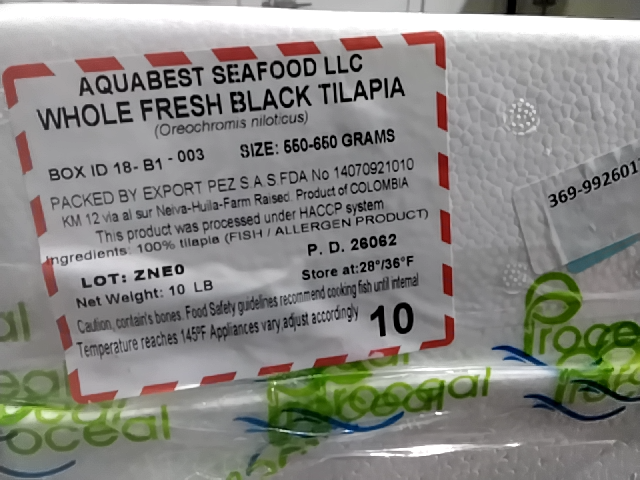 AQUABEST SEAFOOD LLC
WHOLE FRESH BLACK TILAPIA
(Oreochromis niloticus)
BOX ID 18- B1 - 003 SIZE: 550-650 GRAMS
PACKED BY EXPORT PEZ S.A.S.FDA No 14070921010
KM 12 via al sur Neiva-Huila-Farm Raised. Product of COLOMBIA
This product was processed under HACCP system
Ingredients: 100% tilapia (FISH / ALLERGEN PRODUCT)
LOT: ZNE0 P. D. 26062
Net Weight: 10 LB Store at:28°/36°F
Caution, contain's bones. Food Safety guidelines recommend cooking fish until internal
Temperature reaches 145ºF Appliances vary,adjust accordingly 10
369-992601
Proceal
Proceal
oceal